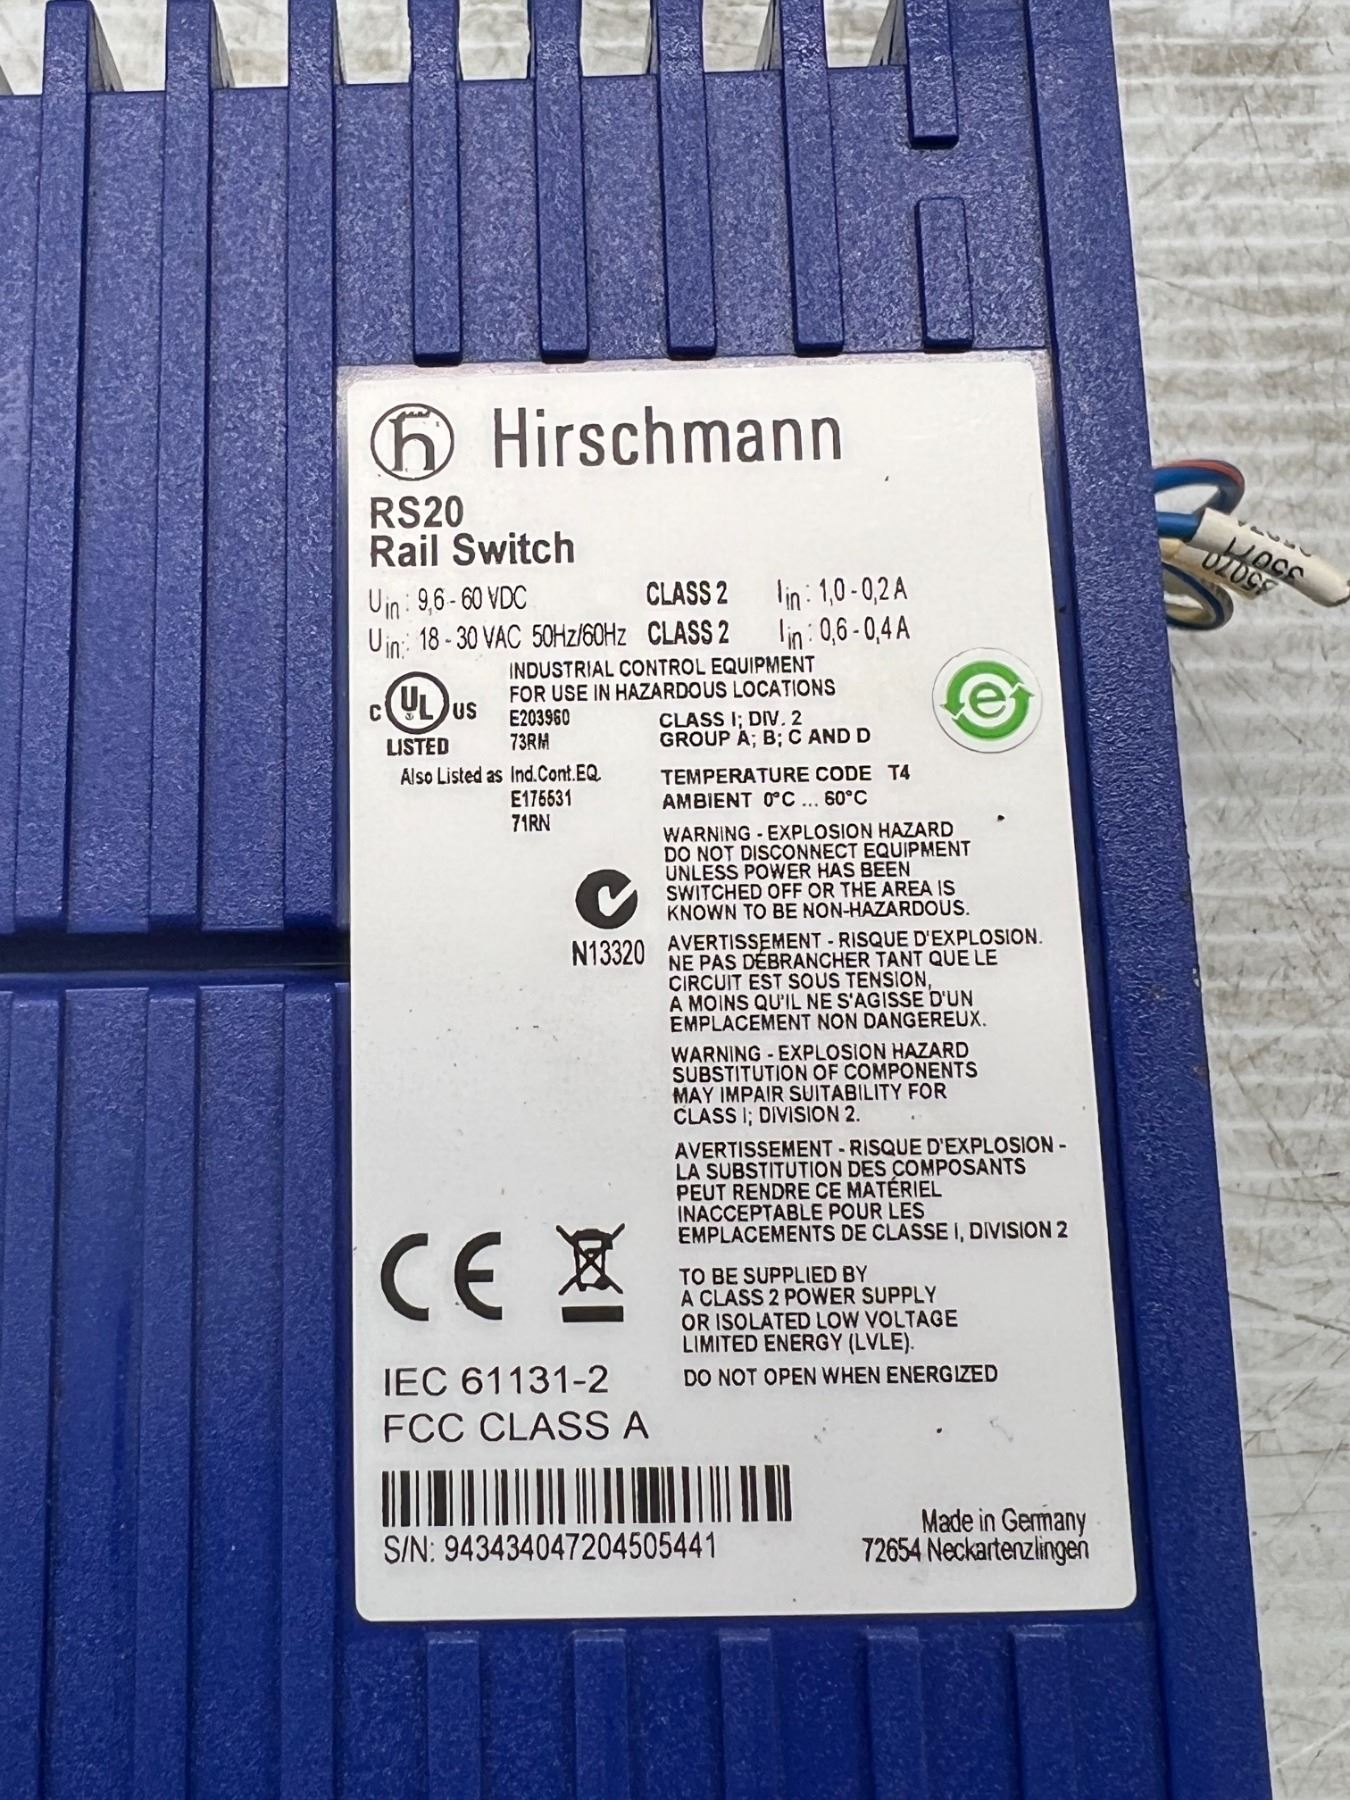 Hirschmann
RS20
Rail Switch
Uin : 9,6 - 60 VDC CLASS 2 Iin : 1,0 - 0,2 A
Uin : 18 - 30 VAC 50Hz/60Hz CLASS 2 Iin : 0,6 - 0,4 A
INDUSTRIAL CONTROL EQUIPMENT
FOR USE IN HAZARDOUS LOCATIONS
C UL US
LISTED
E203960
73RM
CLASS I; DIV. 2
GROUP A; B; C AND D
e
Also Listed as Ind.Cont.EQ.
E175531
71RN
TEMPERATURE CODE T4
AMBIENT 0°C ... 60°C
WARNING - EXPLOSION HAZARD
DO NOT DISCONNECT EQUIPMENT
UNLESS POWER HAS BEEN
SWITCHED OFF OR THE AREA IS
KNOWN TO BE NON-HAZARDOUS.
N13320
AVERTISSEMENT - RISQUE D'EXPLOSION.
NE PAS DÉBRANCHER TANT QUE LE
CIRCUIT EST SOUS TENSION,
A MOINS QU'IL NE S'AGISSE D'UN
EMPLACEMENT NON DANGEREUX.
WARNING - EXPLOSION HAZARD
SUBSTITUTION OF COMPONENTS
MAY IMPAIR SUITABILITY FOR
CLASS I; DIVISION 2.
AVERTISSEMENT - RISQUE D'EXPLOSION -
LA SUBSTITUTION DES COMPOSANTS
PEUT RENDRE CE MATÉRIEL
INACCEPTABLE POUR LES
EMPLACEMENTS DE CLASSE I, DIVISION 2
CE
TO BE SUPPLIED BY
A CLASS 2 POWER SUPPLY
OR ISOLATED LOW VOLTAGE
LIMITED ENERGY (LVLE).
DO NOT OPEN WHEN ENERGIZED
IEC 61131-2
FCC CLASS A
S/N: 943434047204505441
Made in Germany
72654 Neckartenzlingen
35071
35070